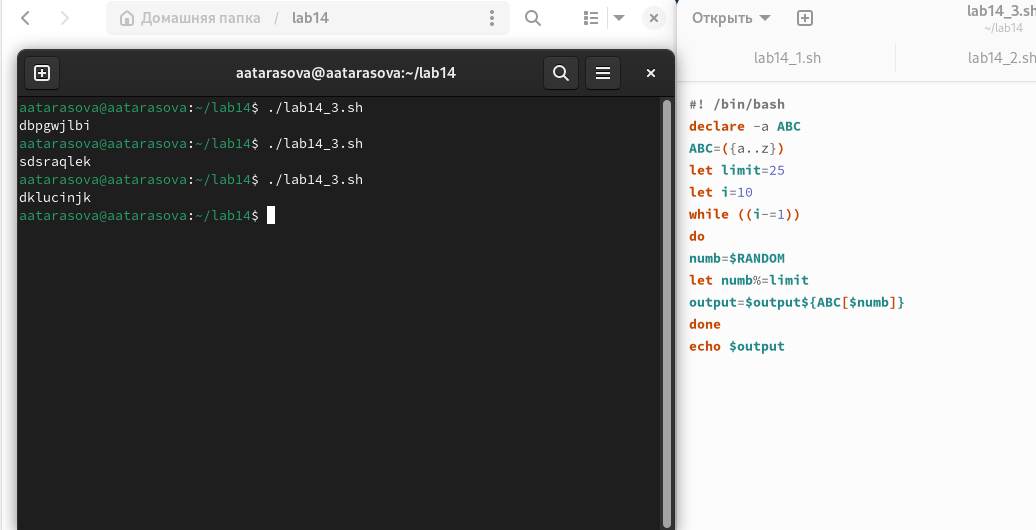 Домашняя папка / lab14
aatarasova@aatarasova:~/lab14
aatarasova@aatarasova:~/lab14$ ./lab14_3.sh
dbpgwjlbi
aatarasova@aatarasova:~/lab14$ ./lab14_3.sh
sdsraqlek
aatarasova@aatarasova:~/lab14$ ./lab14_3.sh
dklucinjk
aatarasova@aatarasova:~/lab14$
Открыть
lab14_3.sh
~/lab14
lab14_1.sh
lab14_2.sh
#! /bin/bash
declare -a ABC
ABC=({a..z})
let limit=25
let i=10
while ((i-=1))
do
numb=$RANDOM
let numb%=limit
output=$output${ABC[$numb]}
done
echo $output